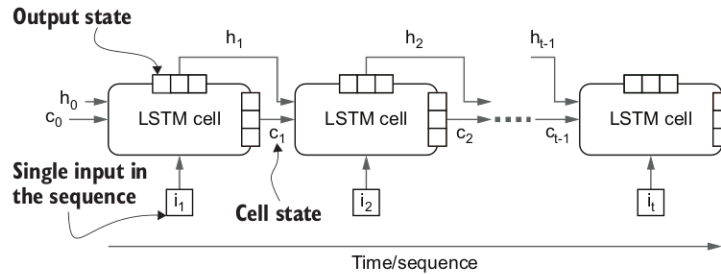 Output state
h1
h2
ht-1
h0
c0
LSTM cell
c1
LSTM cell
c2
ct-1
LSTM cell
Single input in
the sequence
i1
Cell state
i2
it
Time/sequence